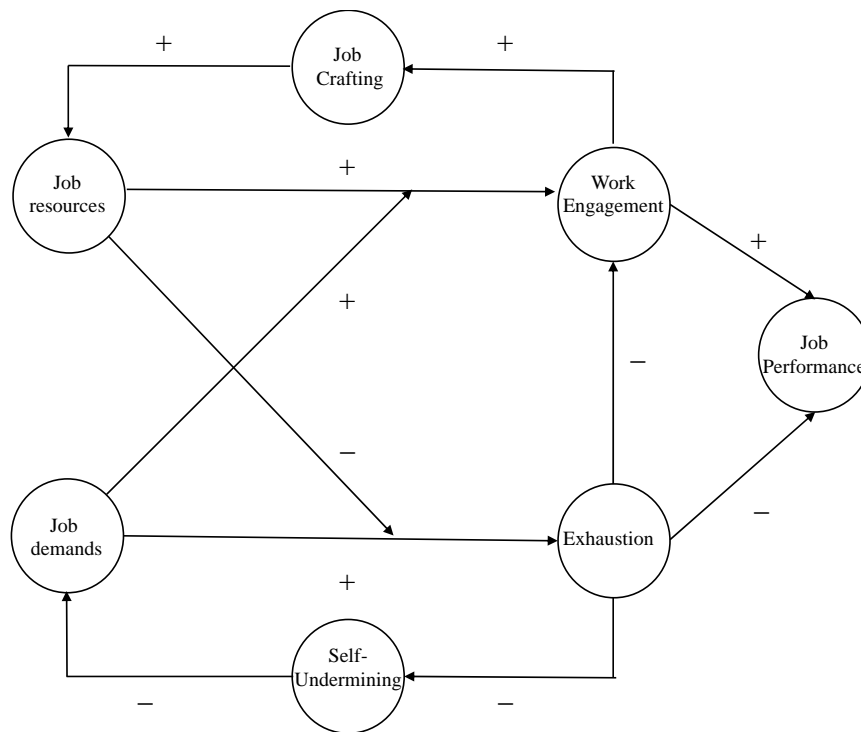 +
+
Job
Crafting
Job
resources
+
Work
Engagement
+
+
Job
Performance
–
–
Job
demands
Exhaustion
–
+
Self-
Undermining
–
–